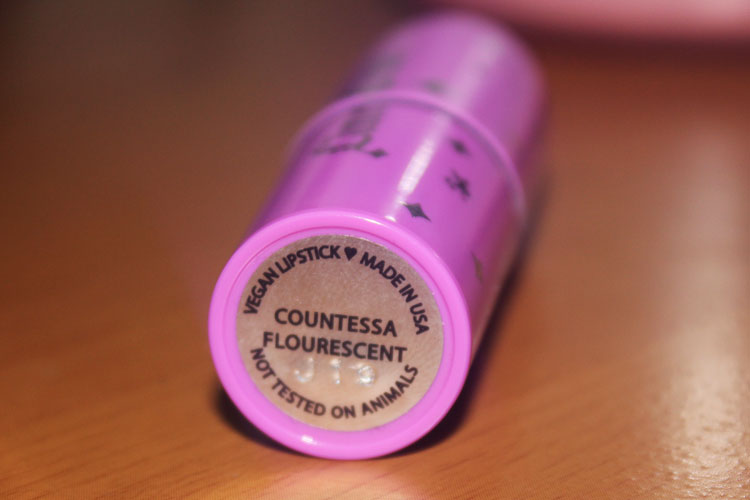 VEGAN LIPSTICK ♥ MADE IN USA
COUNTESSA
FLOURESCENT
NOT TESTED ON ANIMALS